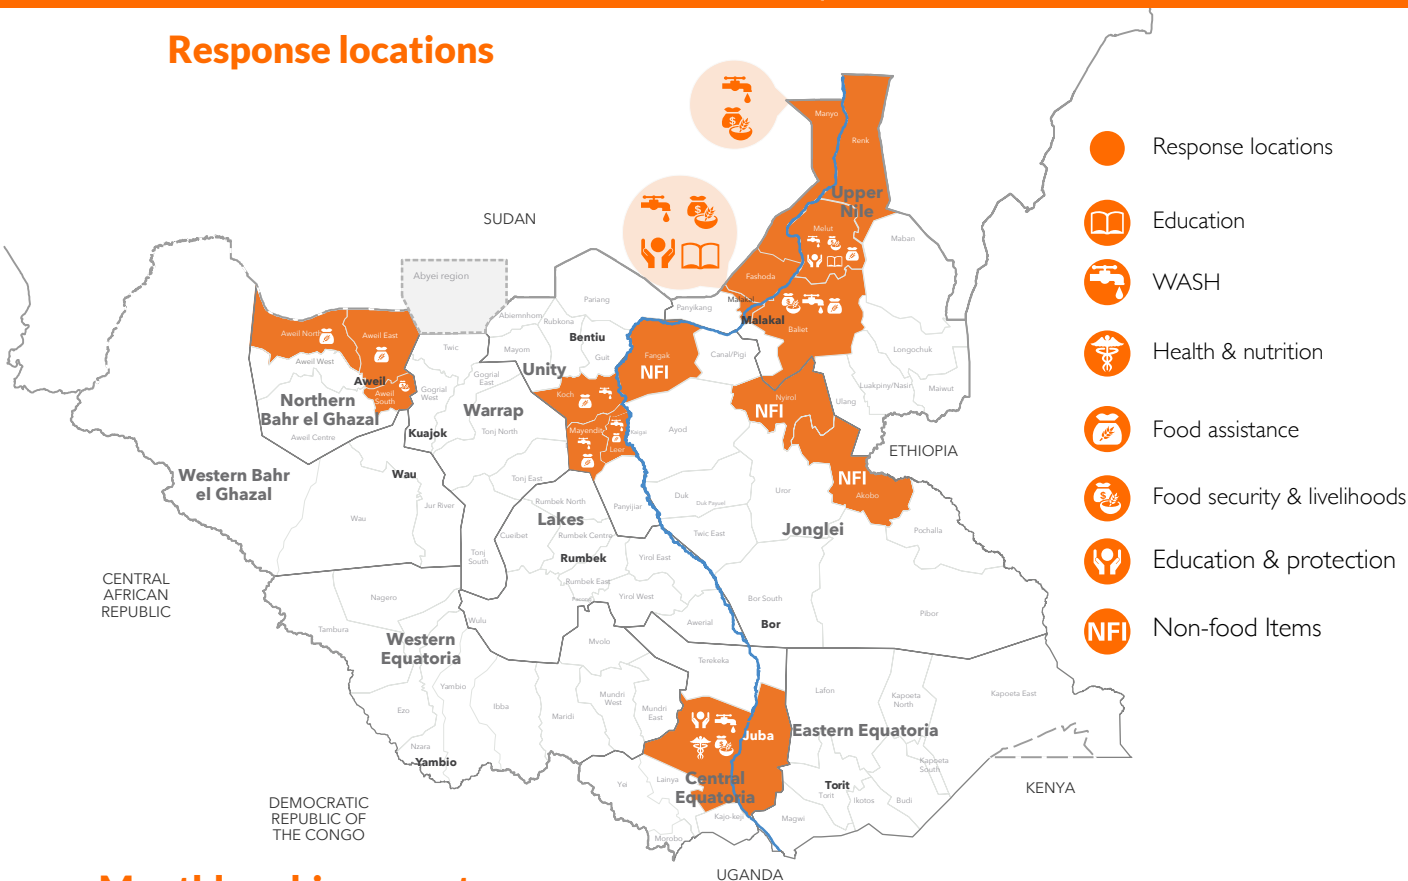 Response locations
Manyo
Renk
Response locations
Upper
Nile
SUDAN
Education
Melut
Maban
Abyei region
WASH
Fashoda
Pariang
Malakal
Panyikang
Malakal
Abiemnhom
Rubkona
Baliet
Aweil North
Aweil East
Bentiu
Twic
Mayom
Guit
Fangak
Canal/Pigi
Longochuk
Health & nutrition
Aweil West
Unity
NFI
Gogrial
East
Aweil
Luakpiny/Nasir
Maiwut
Northern
Bahr el Ghazal
Aweil
South
Gogrial
West
Koch
Nyirol
Ulang
Warrap
NFI
Aweil Centre
Kuajok
Tonj North
Mayendit
Ayod
Food assistance
Leer
ETHIOPIA
Western Bahr
el Ghazal
Wau
Tonj East
NFI
Uror
Akobo
Food security & livelihoods
Duk
Duk Payuel
Rumbek North
Panyijiar
Jur River
Wau
Lakes
Cueibet
Rumbek Centre
Twic East
Jonglei
Pochalla
Tonj
South
Rumbek
Yirol East
Education & protection
CENTRAL
AFRICAN
REPUBLIC
Rumbek East
Nagero
Yirol West
Bor South
Pibor
Wulu
Awerial
Bor
Tambura
Western
Equatoria
Mvolo
Non-food Items
NFI
Terekeka
Yambio
Mundri
West
Lafon
Kapoeta
North
Kapoeta East
Ezo
Ibba
Maridi
Mundri
East
Juba
Eastern Equatoria
Nzara
Yambio
Kapoeta
South
Yei
Lainya
Central
Equatoria
Torit
Torit
Ikotos
Budi
KENYA
DEMOCRATIC
REPUBLIC OF
THE CONGO
Kajo-keji
Magwi
Morobo
UGANDA